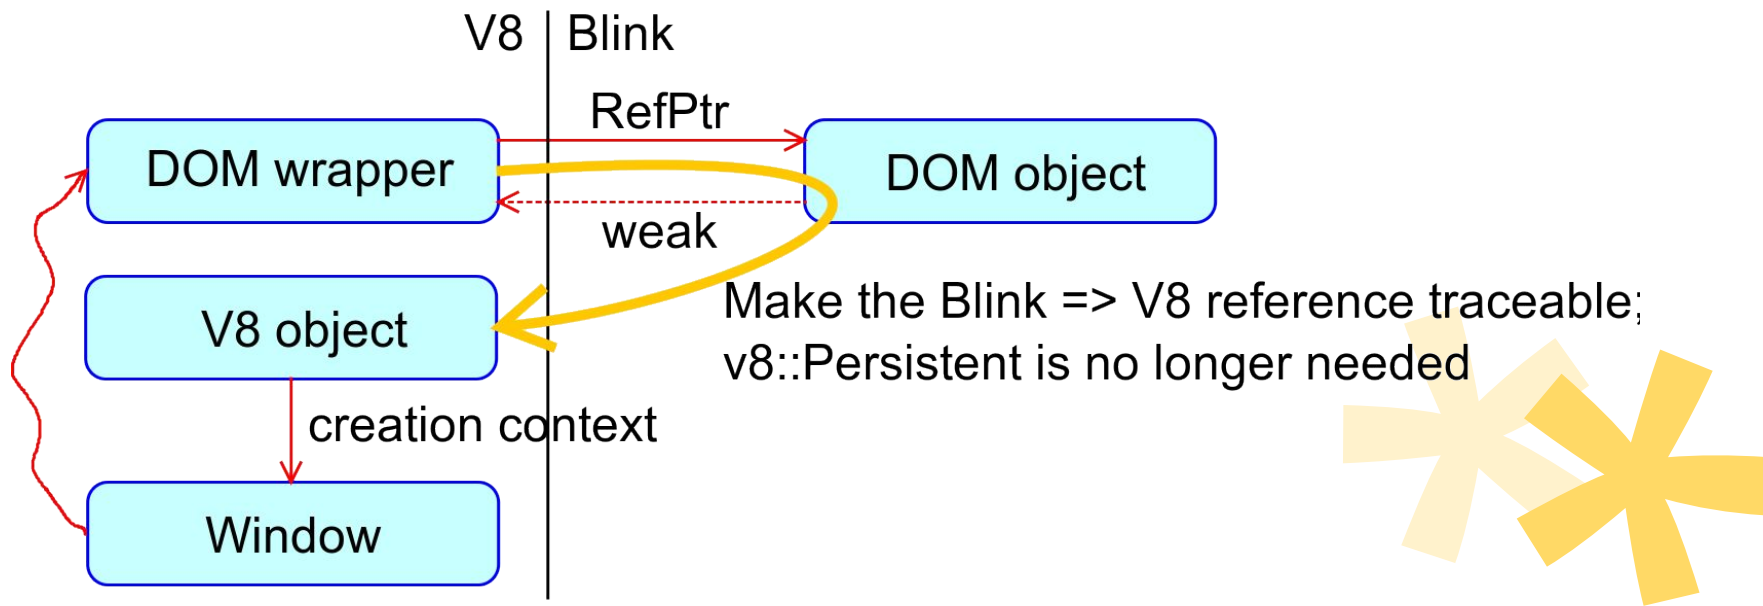 V8
Blink
RefPtr
DOM wrapper
DOM object
weak
V8 object
Make the Blink => V8 reference traceable;
v8::Persistent is no longer needed
creation context
Window